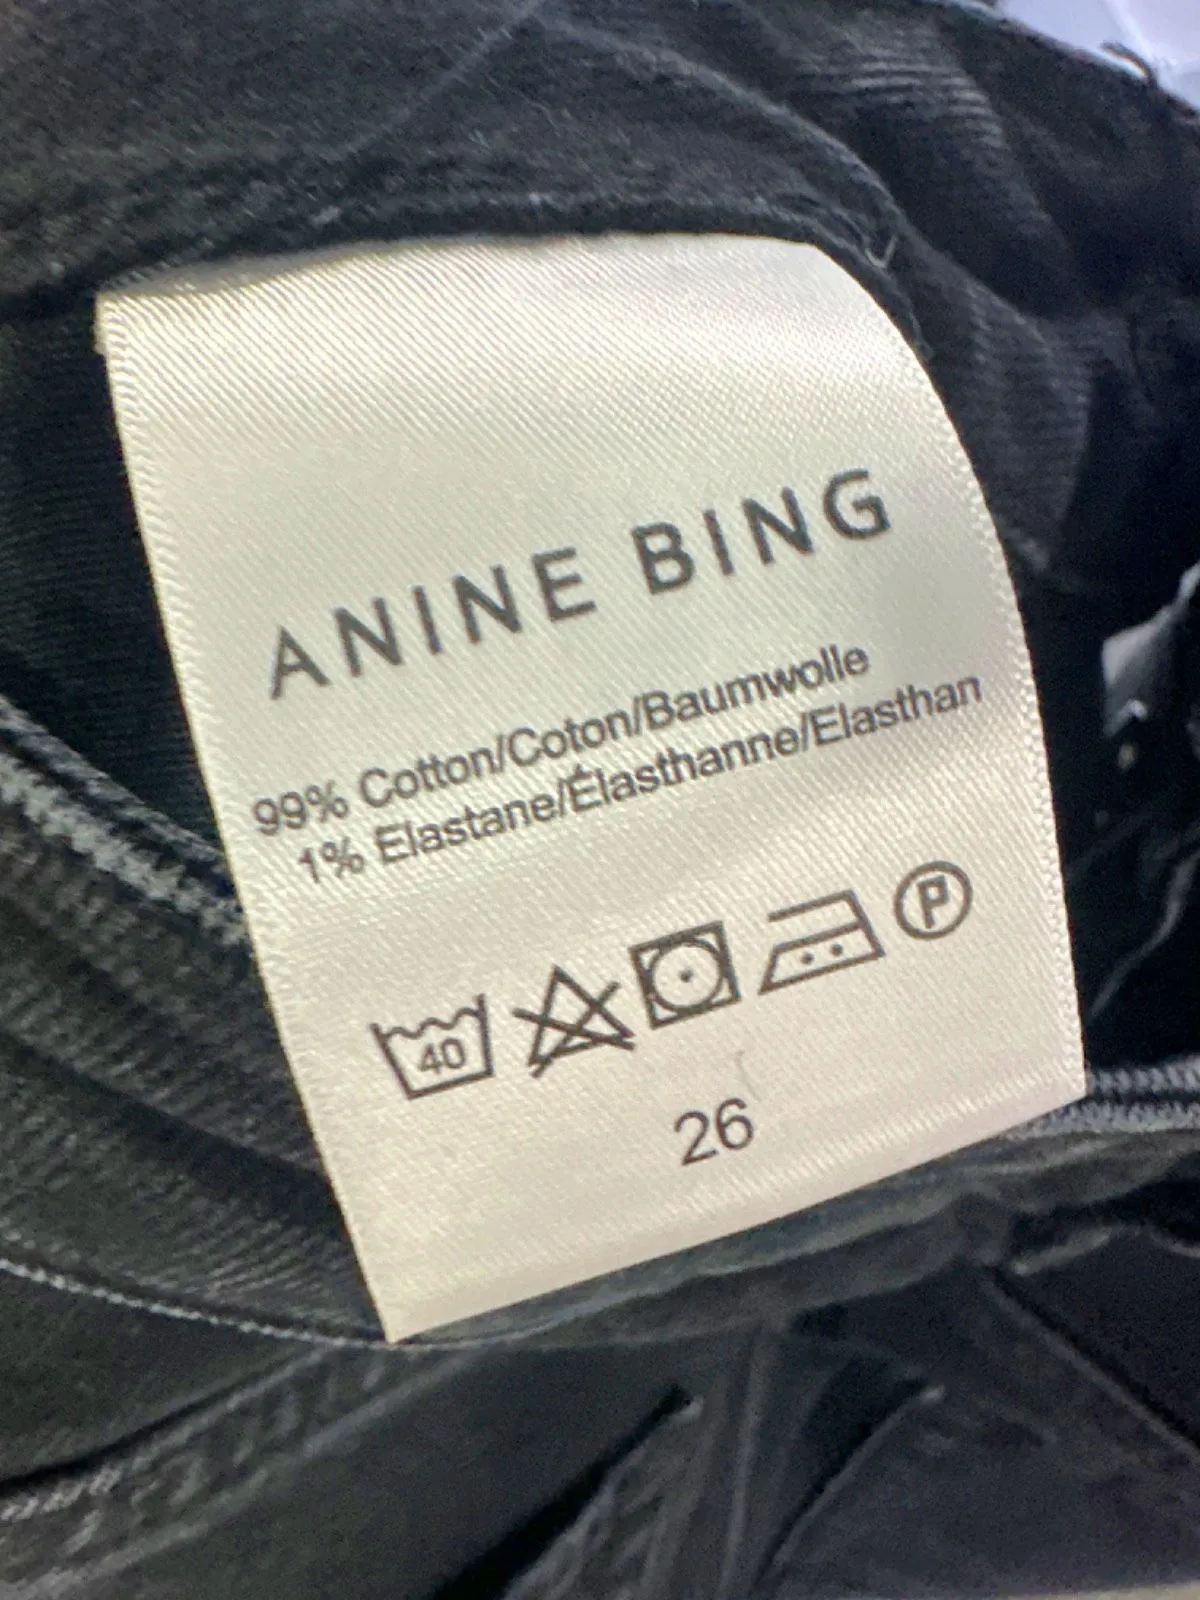 ANINE BING
99% Cotton/Coton/Baumwolle
1% Elastane/Élasthanne/Elasthan
40 P
26